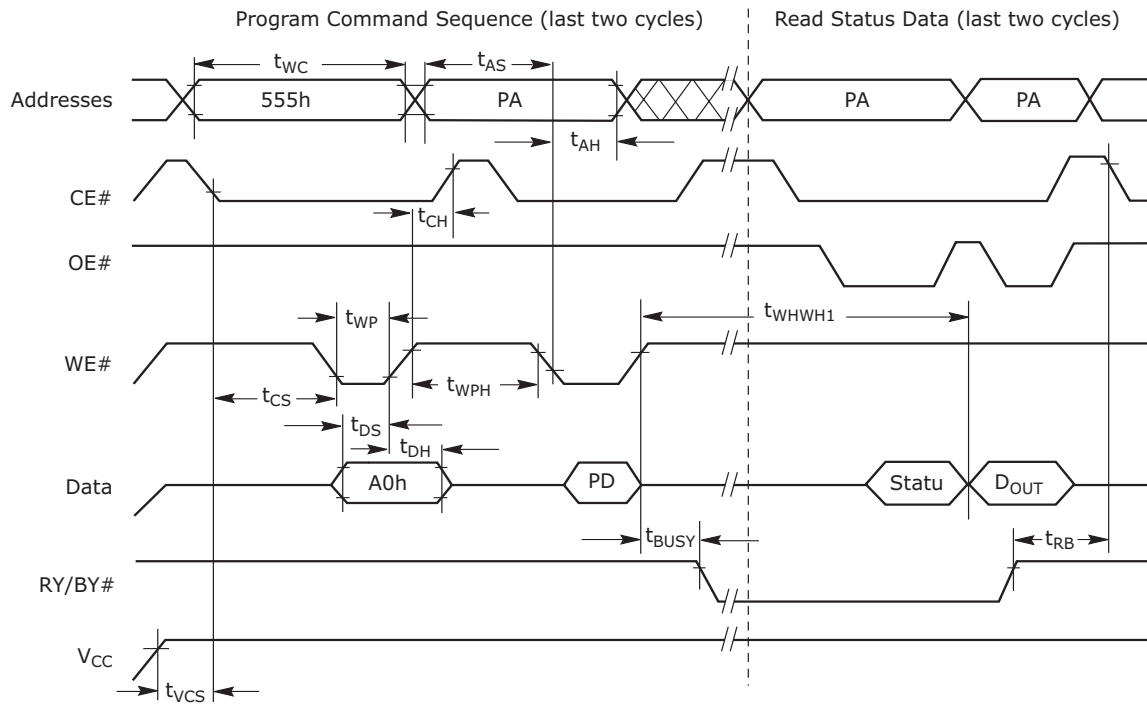 Program Command Sequence (last two cycles)
Read Status Data (last two cycles)
tWC
tAS
Addresses
555h
PA
PA
PA
tAH
CE#
tCH
OE#
tWP
tWHWH1
WE#
tCS
tWPH
tDS
tDH
Data
A0h
PD
Statu
DOUT
tBUSY
tRB
RY/BY#
VCC
tVCS